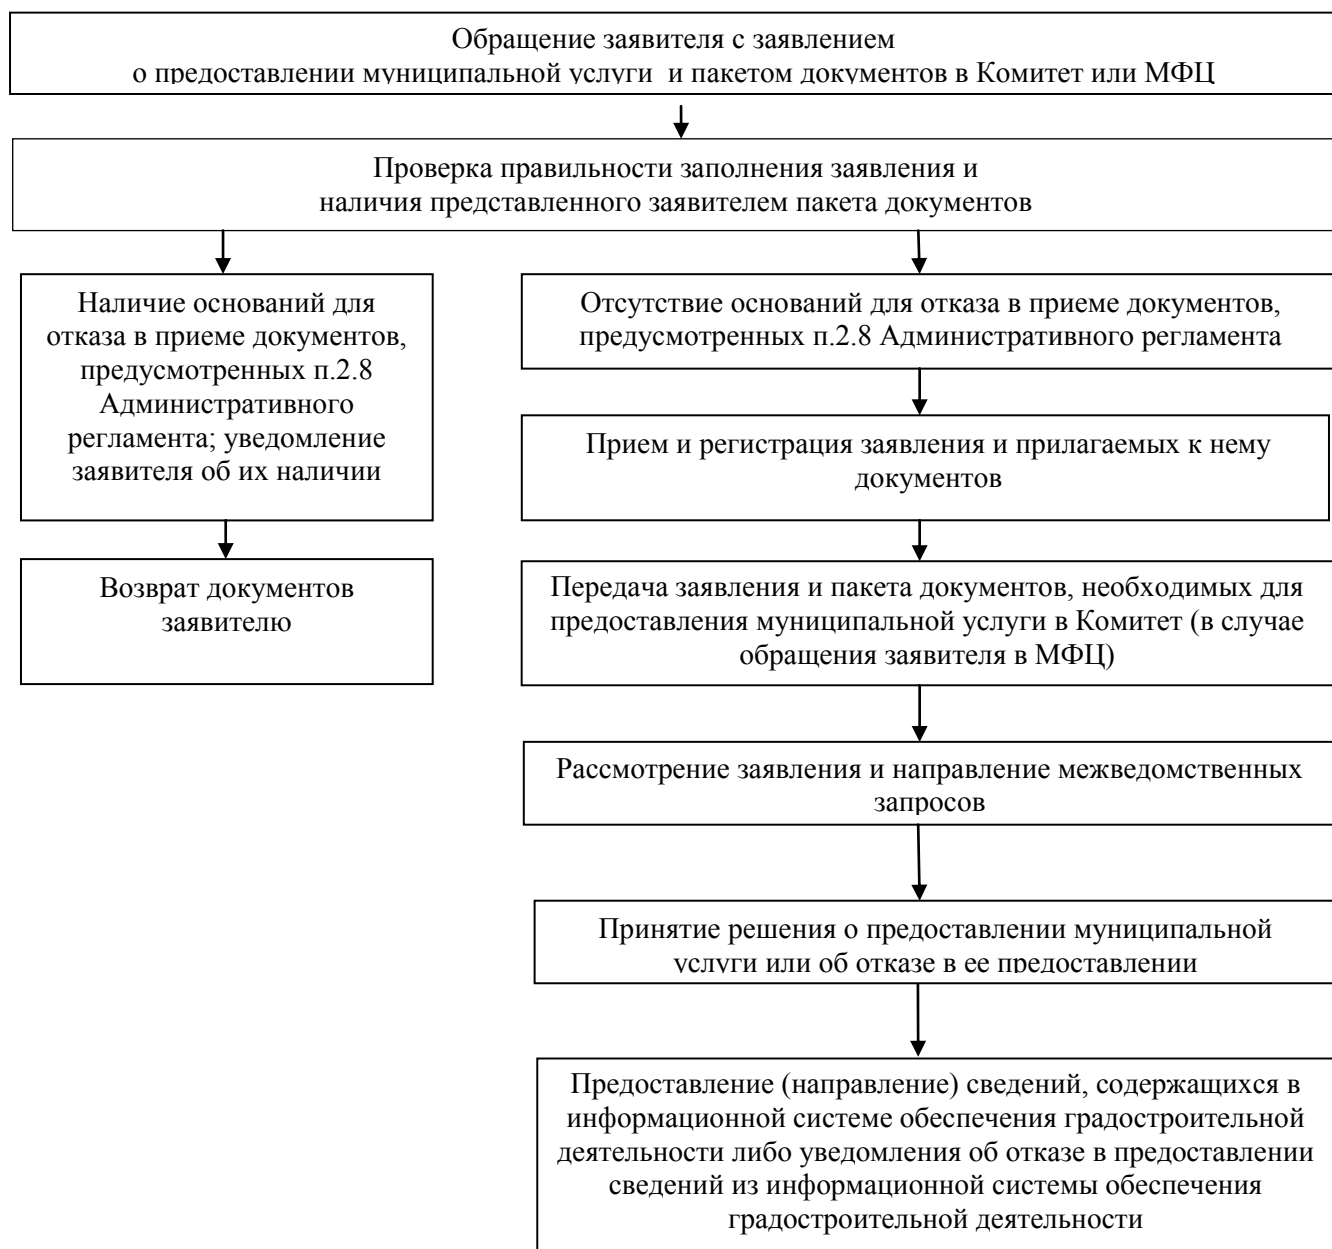 Обращение заявителя с заявлением
о предоставлении муниципальной услуги и пакетом документов в Комитет или МФЦ
Проверка правильности заполнения заявления и
наличия представленного заявителем пакета документов
Наличие оснований для
отказа в приеме документов,
предусмотренных п.2.8
Административного
регламента; уведомление
заявителя об их наличии
Возврат документов
заявителю
Отсутствие оснований для отказа в приеме документов,
предусмотренных п.2.8 Административного регламента
Прием и регистрация заявления и прилагаемых к нему
документов
Передача заявления и пакета документов, необходимых для
предоставления муниципальной услуги в Комитет (в случае
обращения заявителя в МФЦ)
Рассмотрение заявления и направление межведомственных
запросов
Принятие решения о предоставлении муниципальной
услуги или об отказе в ее предоставлении
Предоставление (направление) сведений, содержащихся в
информационной системе обеспечения градостроительной
деятельности либо уведомления об отказе в предоставлении
сведений из информационной системы обеспечения
градостроительной деятельности